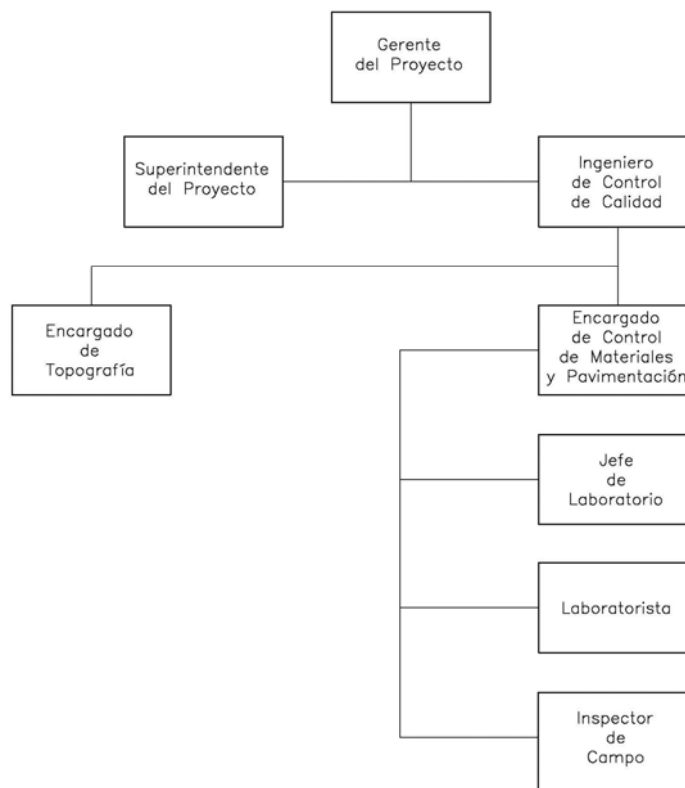 Gerente
del Proyecto
Superintendente
del Proyecto
Ingeniero
de Control
de Calidad
Encargado
de
Topografía
Encargado
de Control
de Materiales
y Pavimentación
Jefe
de
Laboratorio
Laboratorista
Inspector
de
Campo